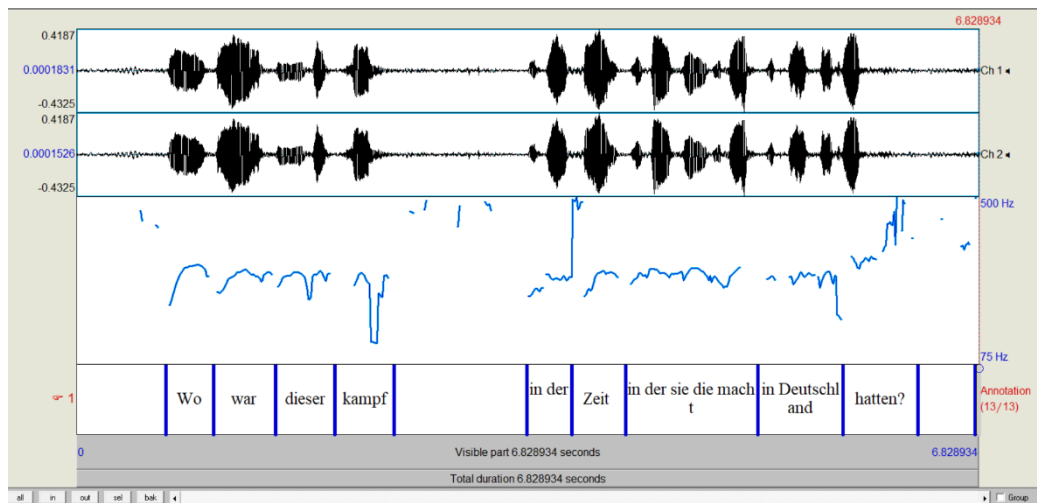 6.828934
0.4187
0.0001831
-0.4325
Ch 1
0.4187
0.0001526
-0.4325
Ch 2
500 Hz
75 Hz
1
Wo war dieser kampf in der Zeit in der sie die mach
t
in Deutschl
and
hatten?
Annotation
(13/13)
0 Visible part 6.828934 seconds 6.828934
Total duration 6.828934 seconds
all in out sel bak Group